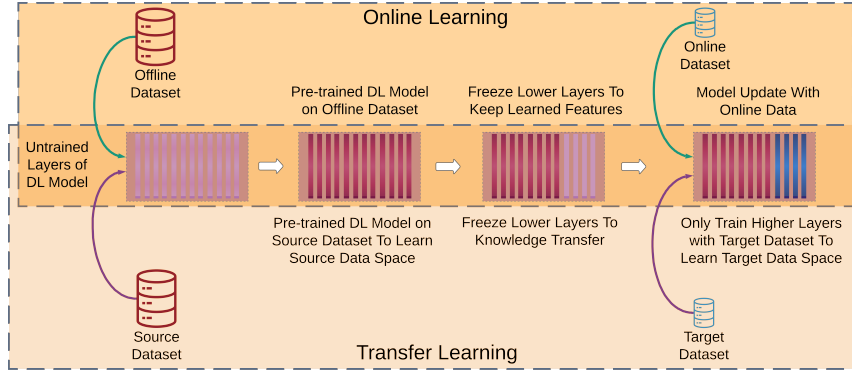 Online Learning
Offline
Dataset
Online
Dataset
Pre-trained DL Model
on Offline Dataset
Freeze Lower Layers To
Keep Learned Features
Model Update With
Online Data
Untrained
Layers of
DL Model
Pre-trained DL Model on
Source Dataset To Learn
Source Data Space
Freeze Lower Layers To
Knowledge Transfer
Only Train Higher Layers
with Target Dataset To
Learn Target Data Space
Source
Dataset
Target
Dataset
Transfer Learning